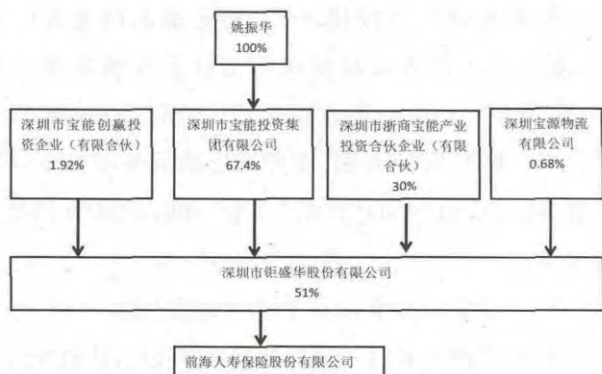 姚振华
100%
深圳市宝能创赢投
资企业（有限合伙）
1.92%
深圳市宝能投资集
团有限公司
67.4%
深圳市浙商宝能产业
投资合伙企业（有限
合伙）
30%
深圳宝源物流
有限公司
0.68%
深圳市钜盛华股份有限公司
51%
前海人寿保险股份有限公司